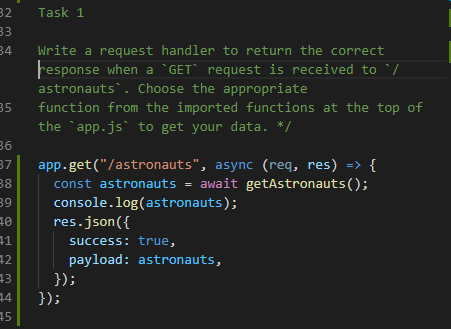 32 Task 1
33
34 Write a request handler to return the correct
response when a `GET` request is received to `/
astronauts`. Choose the appropriate
35 function from the imported functions at the top of
the `app.js` to get your data. */
36
37 app.get("/astronauts", async (req, res) => {
38 const astronauts = await getAstronauts();
39 console.log(astronauts);
40 res.json({
41 success: true,
42 payload: astronauts,
43 });
44 });
45